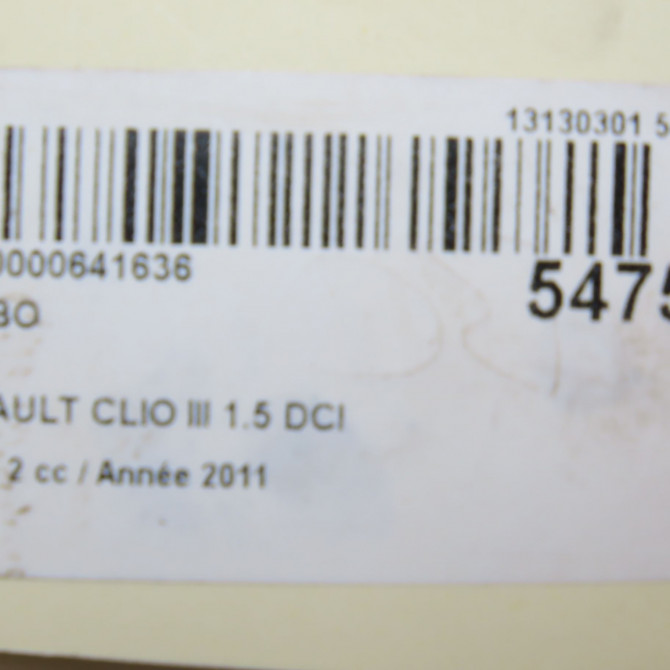 13130301 5
0000641636
5475
BO
AULT CLIO III 1.5 DCI
2 cc / Année 2011